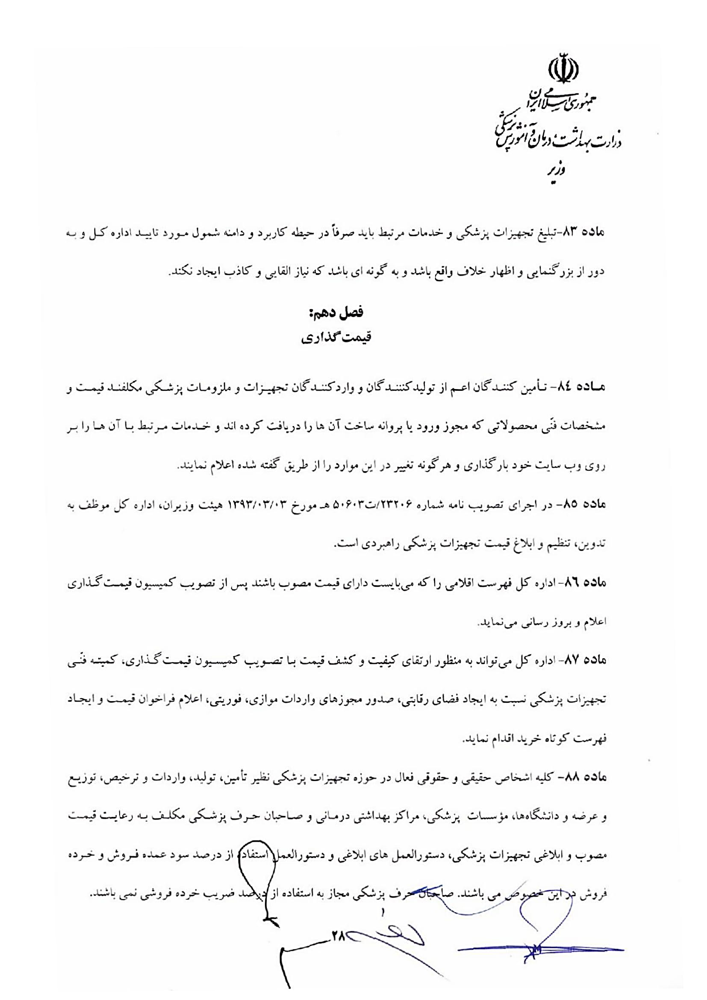 جمهوری اسلامی ایران
وزارت بهداشت، درمان و آموزش پزشکی
وزیر
ماده ۸۳-تبلیغ تجهیزات پزشکی و خدمات مرتبط باید صرفاً در حیطه کاربرد و دامنه شمول مورد تایید اداره کل و به
دور از بزرگنمایی و اظهار خلاف واقع باشد و به گونه ای باشد که نیاز القایی و کاذب ایجاد نکند.
فصل دهم:
قیمت‌گذاری
ماده ۸۴- تأمین کنندگان اعم از تولیدکنندگان و واردکنندگان تجهیزات و ملزومات پزشکی مکلفند قیمت و
مشخصات فنّی محصولاتی که مجوز ورود یا پروانه ساخت آن ها را دریافت کرده اند و خدمات مرتبط با آن ها را بر
روی وب سایت خود بارگذاری و هرگونه تغییر در این موارد را از طریق گفته شده اعلام نمایند.
ماده ۸۵- در اجرای تصویب نامه شماره ۲۳۲۰۶/ت۵۰۶۰۳ هـ مورخ ۱۳۹۳/۰۳/۰۳ هیئت وزیران، اداره کل موظف به
تدوین، تنظیم و ابلاغ قیمت تجهیزات پزشکی راهبردی است.
ماده ۸۶- اداره کل فهرست اقلامی را که می‌بایست دارای قیمت مصوب باشند پس از تصویب کمیسیون قیمت‌گذاری
اعلام و بروز رسانی می‌نماید.
ماده ۸۷- اداره کل می‌تواند به منظور ارتقای کیفیت و کشف قیمت با تصویب کمیسیون قیمت‌گذاری، کمیته فنّی
تجهیزات پزشکی نسبت به ایجاد فضای رقابتی، صدور مجوزهای واردات موازی، فوریتی، اعلام فراخوان قیمت و ایجاد
فهرست کوتاه خرید اقدام نماید.
ماده ۸۸- کلیه اشخاص حقیقی و حقوقی فعال در حوزه تجهیزات پزشکی نظیر تأمین، تولید، واردات و ترخیص، توزیع
و عرضه و دانشگاه‌ها، مؤسسات پزشکی، مراکز بهداشتی درمانی و صاحبان حرف پزشکی مکلف به رعایت قیمت
مصوب و ابلاغی تجهیزات پزشکی، دستورالعمل های ابلاغی و دستورالعمل استفاده از درصد سود عمده فروش و خرده
فروش در این خصوص می باشند. صاحبان حرف پزشکی مجاز به استفاده از درصد ضریب خرده فروشی نمی باشند.
۲۸